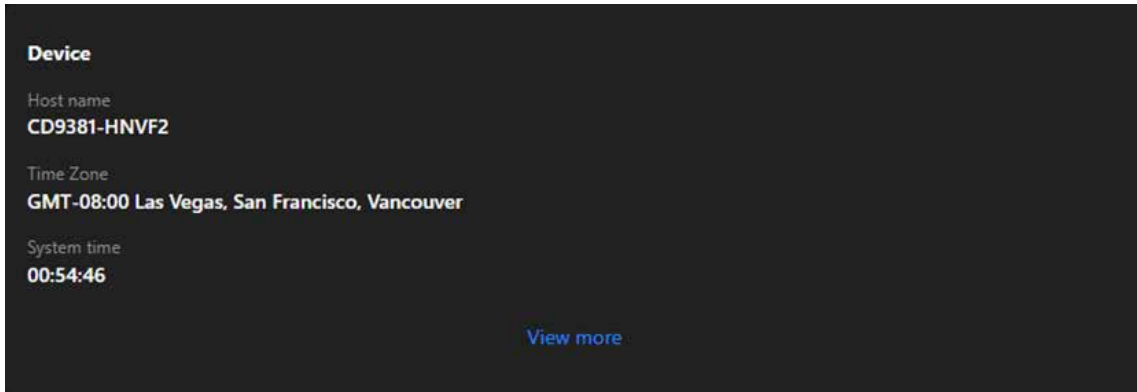 Device
Host name
CD9381-HNVF2
Time Zone
GMT-08:00 Las Vegas, San Francisco, Vancouver
System time
00:54:46
View more